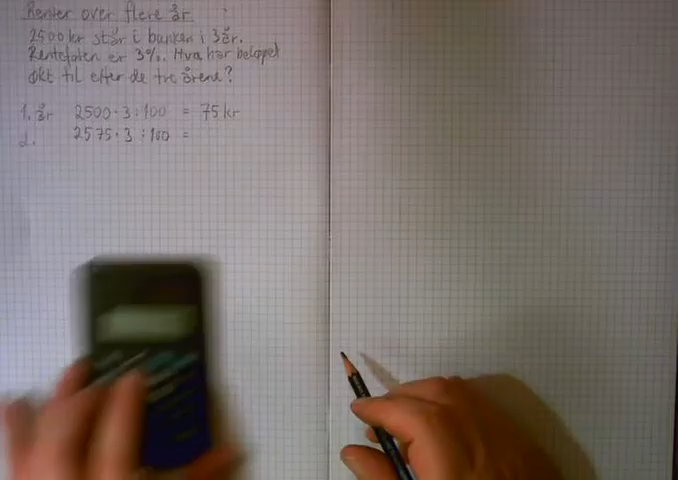 Renter over flere år
2500 kr står i banken i 3 år.
Rentefoten er 3%. Hva har beløpet
økt til etter de tre årene?
1. år 2500 · 3 : 100 = 75 kr
2. 2575 · 3 : 100 =